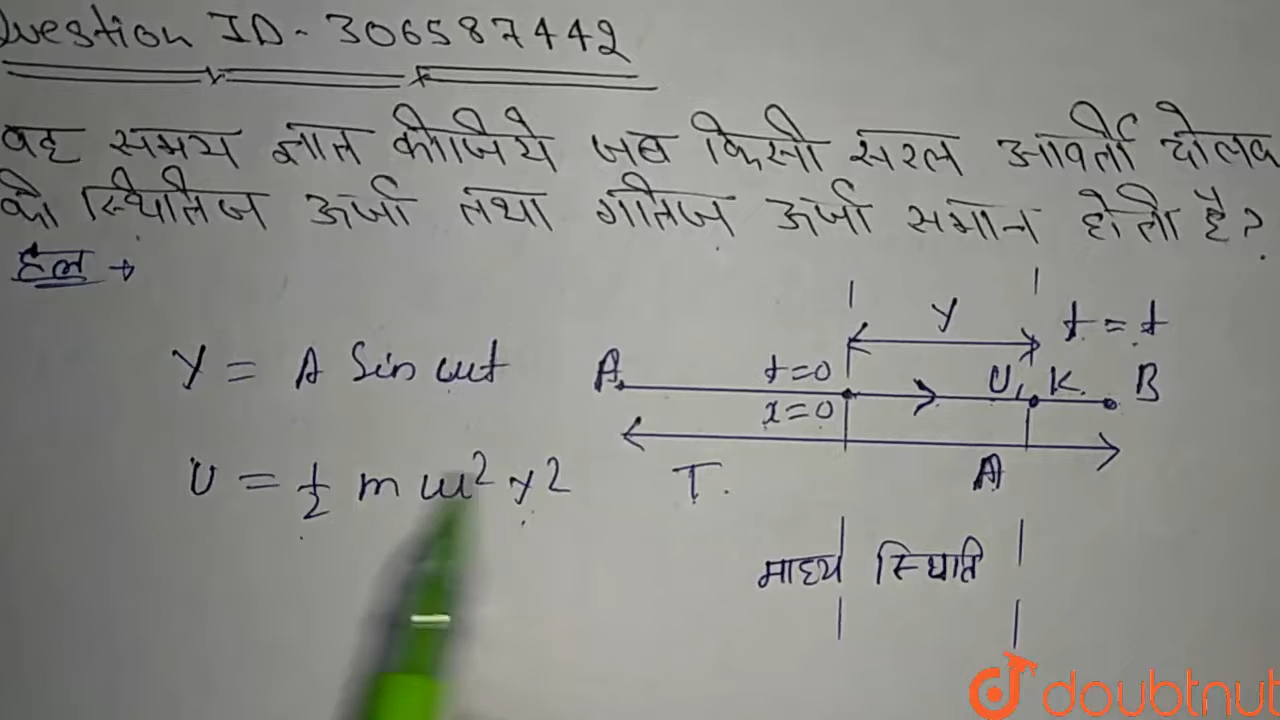 Question ID - 306587442
वह समय ज्ञात कीजिये जब किसी सरल आवर्ती दोलक
की स्थितिज ऊर्जा तथा गतिज ऊर्जा समान होती है?
हल →
y = A Sin ωt
U = 1/2 m ω² y²
y
t = t
A
t=0
U, K
B
x=0
T
A
माध्य स्थिति
doubtnut